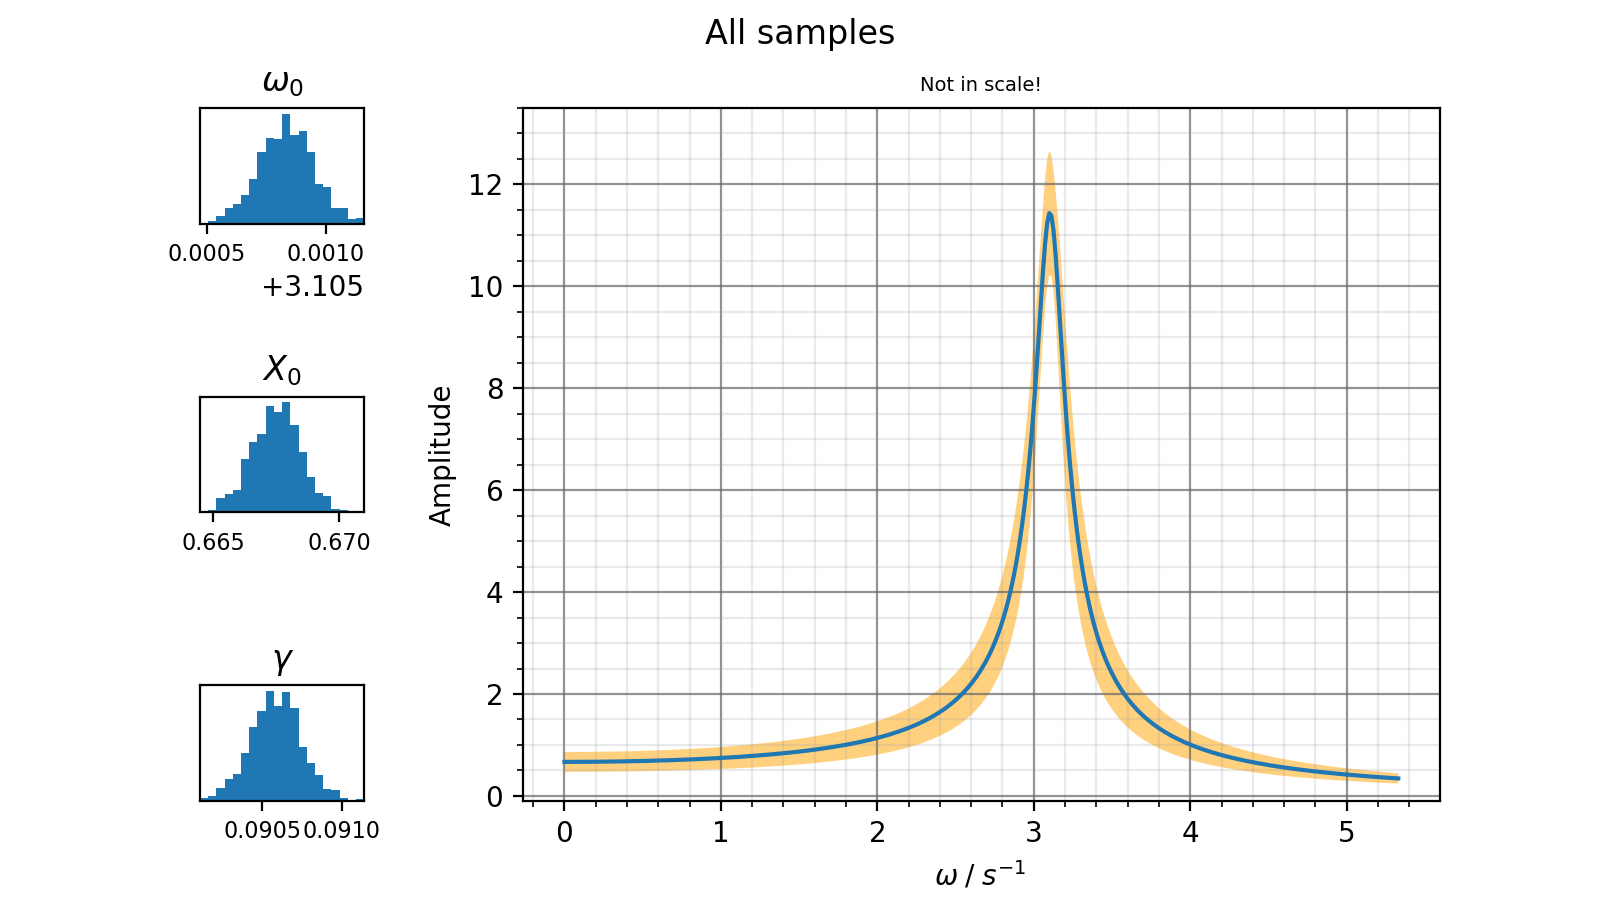 All samples
ω₀
0.0005 0.0010
+3.105
X₀
0.665 0.670
γ
0.0905 0.0910
Not in scale!
Amplitude
12
10
8
6
4
2
0
0 1 2 3 4 5
ω / s⁻¹